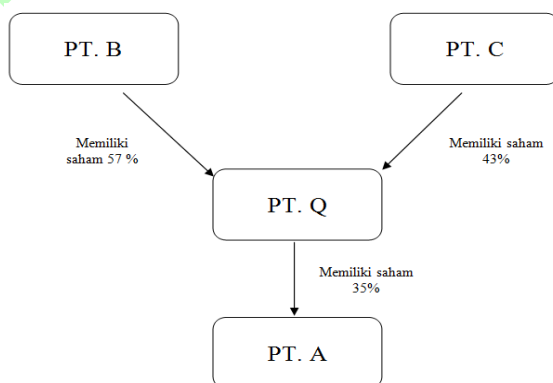 PT. B
PT. C
Memiliki
saham 57 %
Memiliki saham
43%
PT. Q
Memiliki saham
35%
PT. A